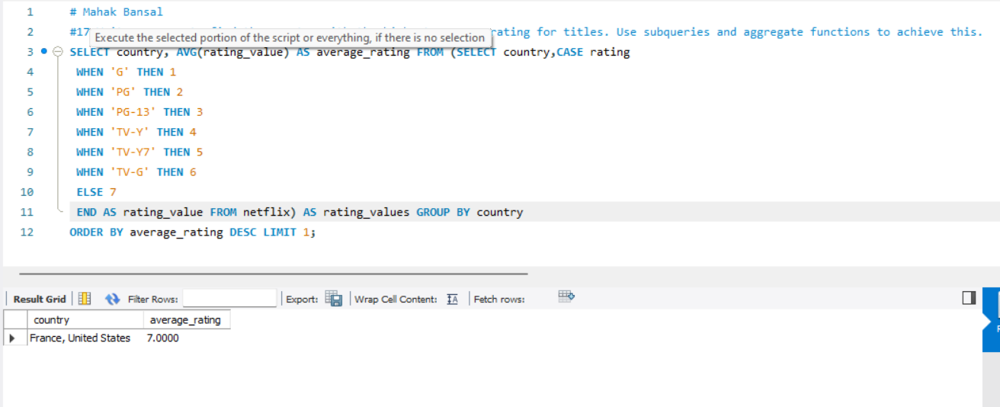 1 # Mahak Bansal
2 #17 rating for titles. Use subqueries and aggregate functions to achieve this.
Execute the selected portion of the script or everything, if there is no selection
3 SELECT country, AVG(rating_value) AS average_rating FROM (SELECT country,CASE rating
4 WHEN 'G' THEN 1
5 WHEN 'PG' THEN 2
6 WHEN 'PG-13' THEN 3
7 WHEN 'TV-Y' THEN 4
8 WHEN 'TV-Y7' THEN 5
9 WHEN 'TV-G' THEN 6
10 ELSE 7
11 END AS rating_value FROM netflix) AS rating_values GROUP BY country
12 ORDER BY average_rating DESC LIMIT 1;
Result Grid Filter Rows: Export: Wrap Cell Content: IA Fetch rows:
country average_rating
France, United States 7.0000